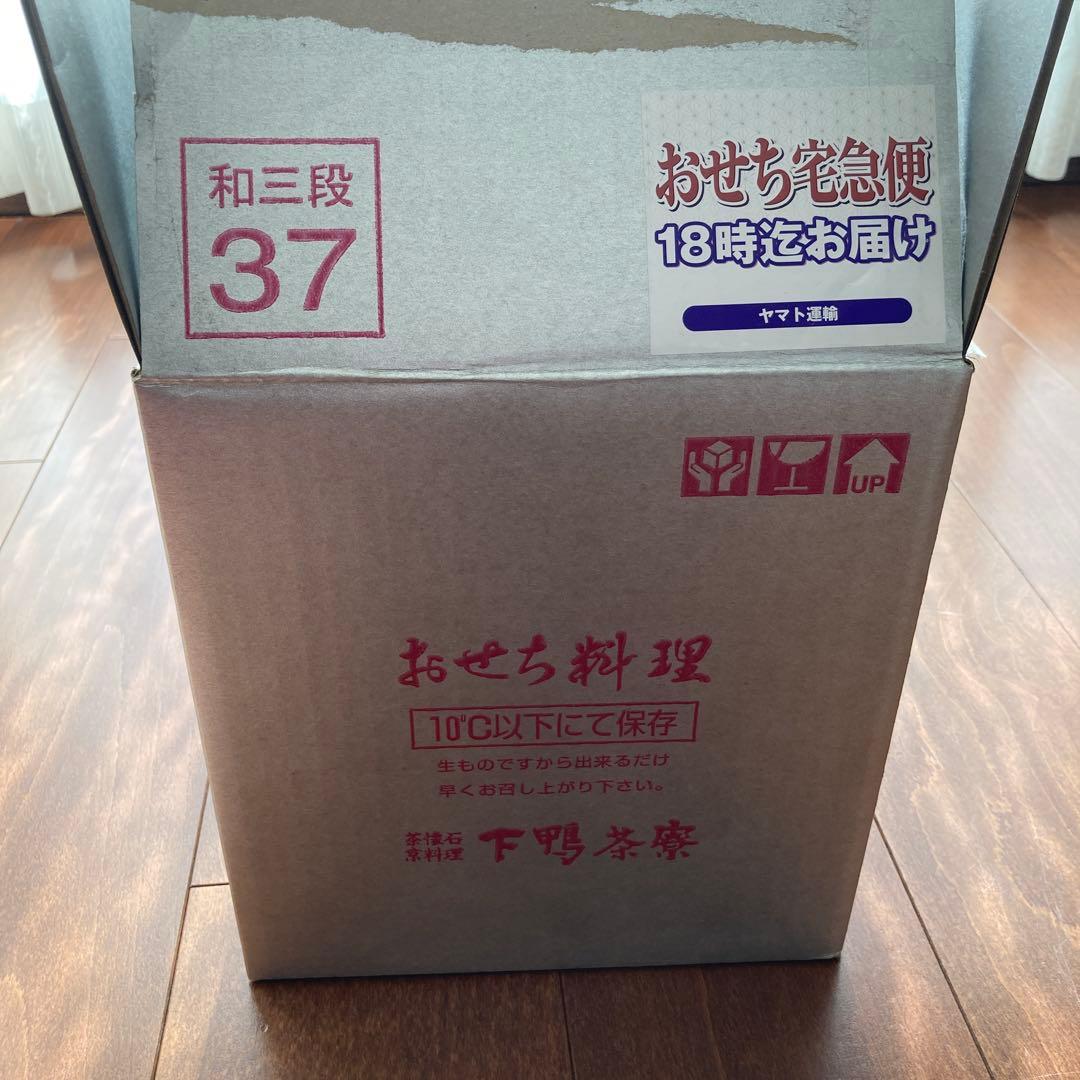 和三段
37
おせち宅急便
18時迄お届け
ヤマト運輸
UP
おせち料理
10℃以下にて保存
生ものですから出来るだけ
早くお召し上がり下さい。
茶懐石
京料理
下鴨茶寮